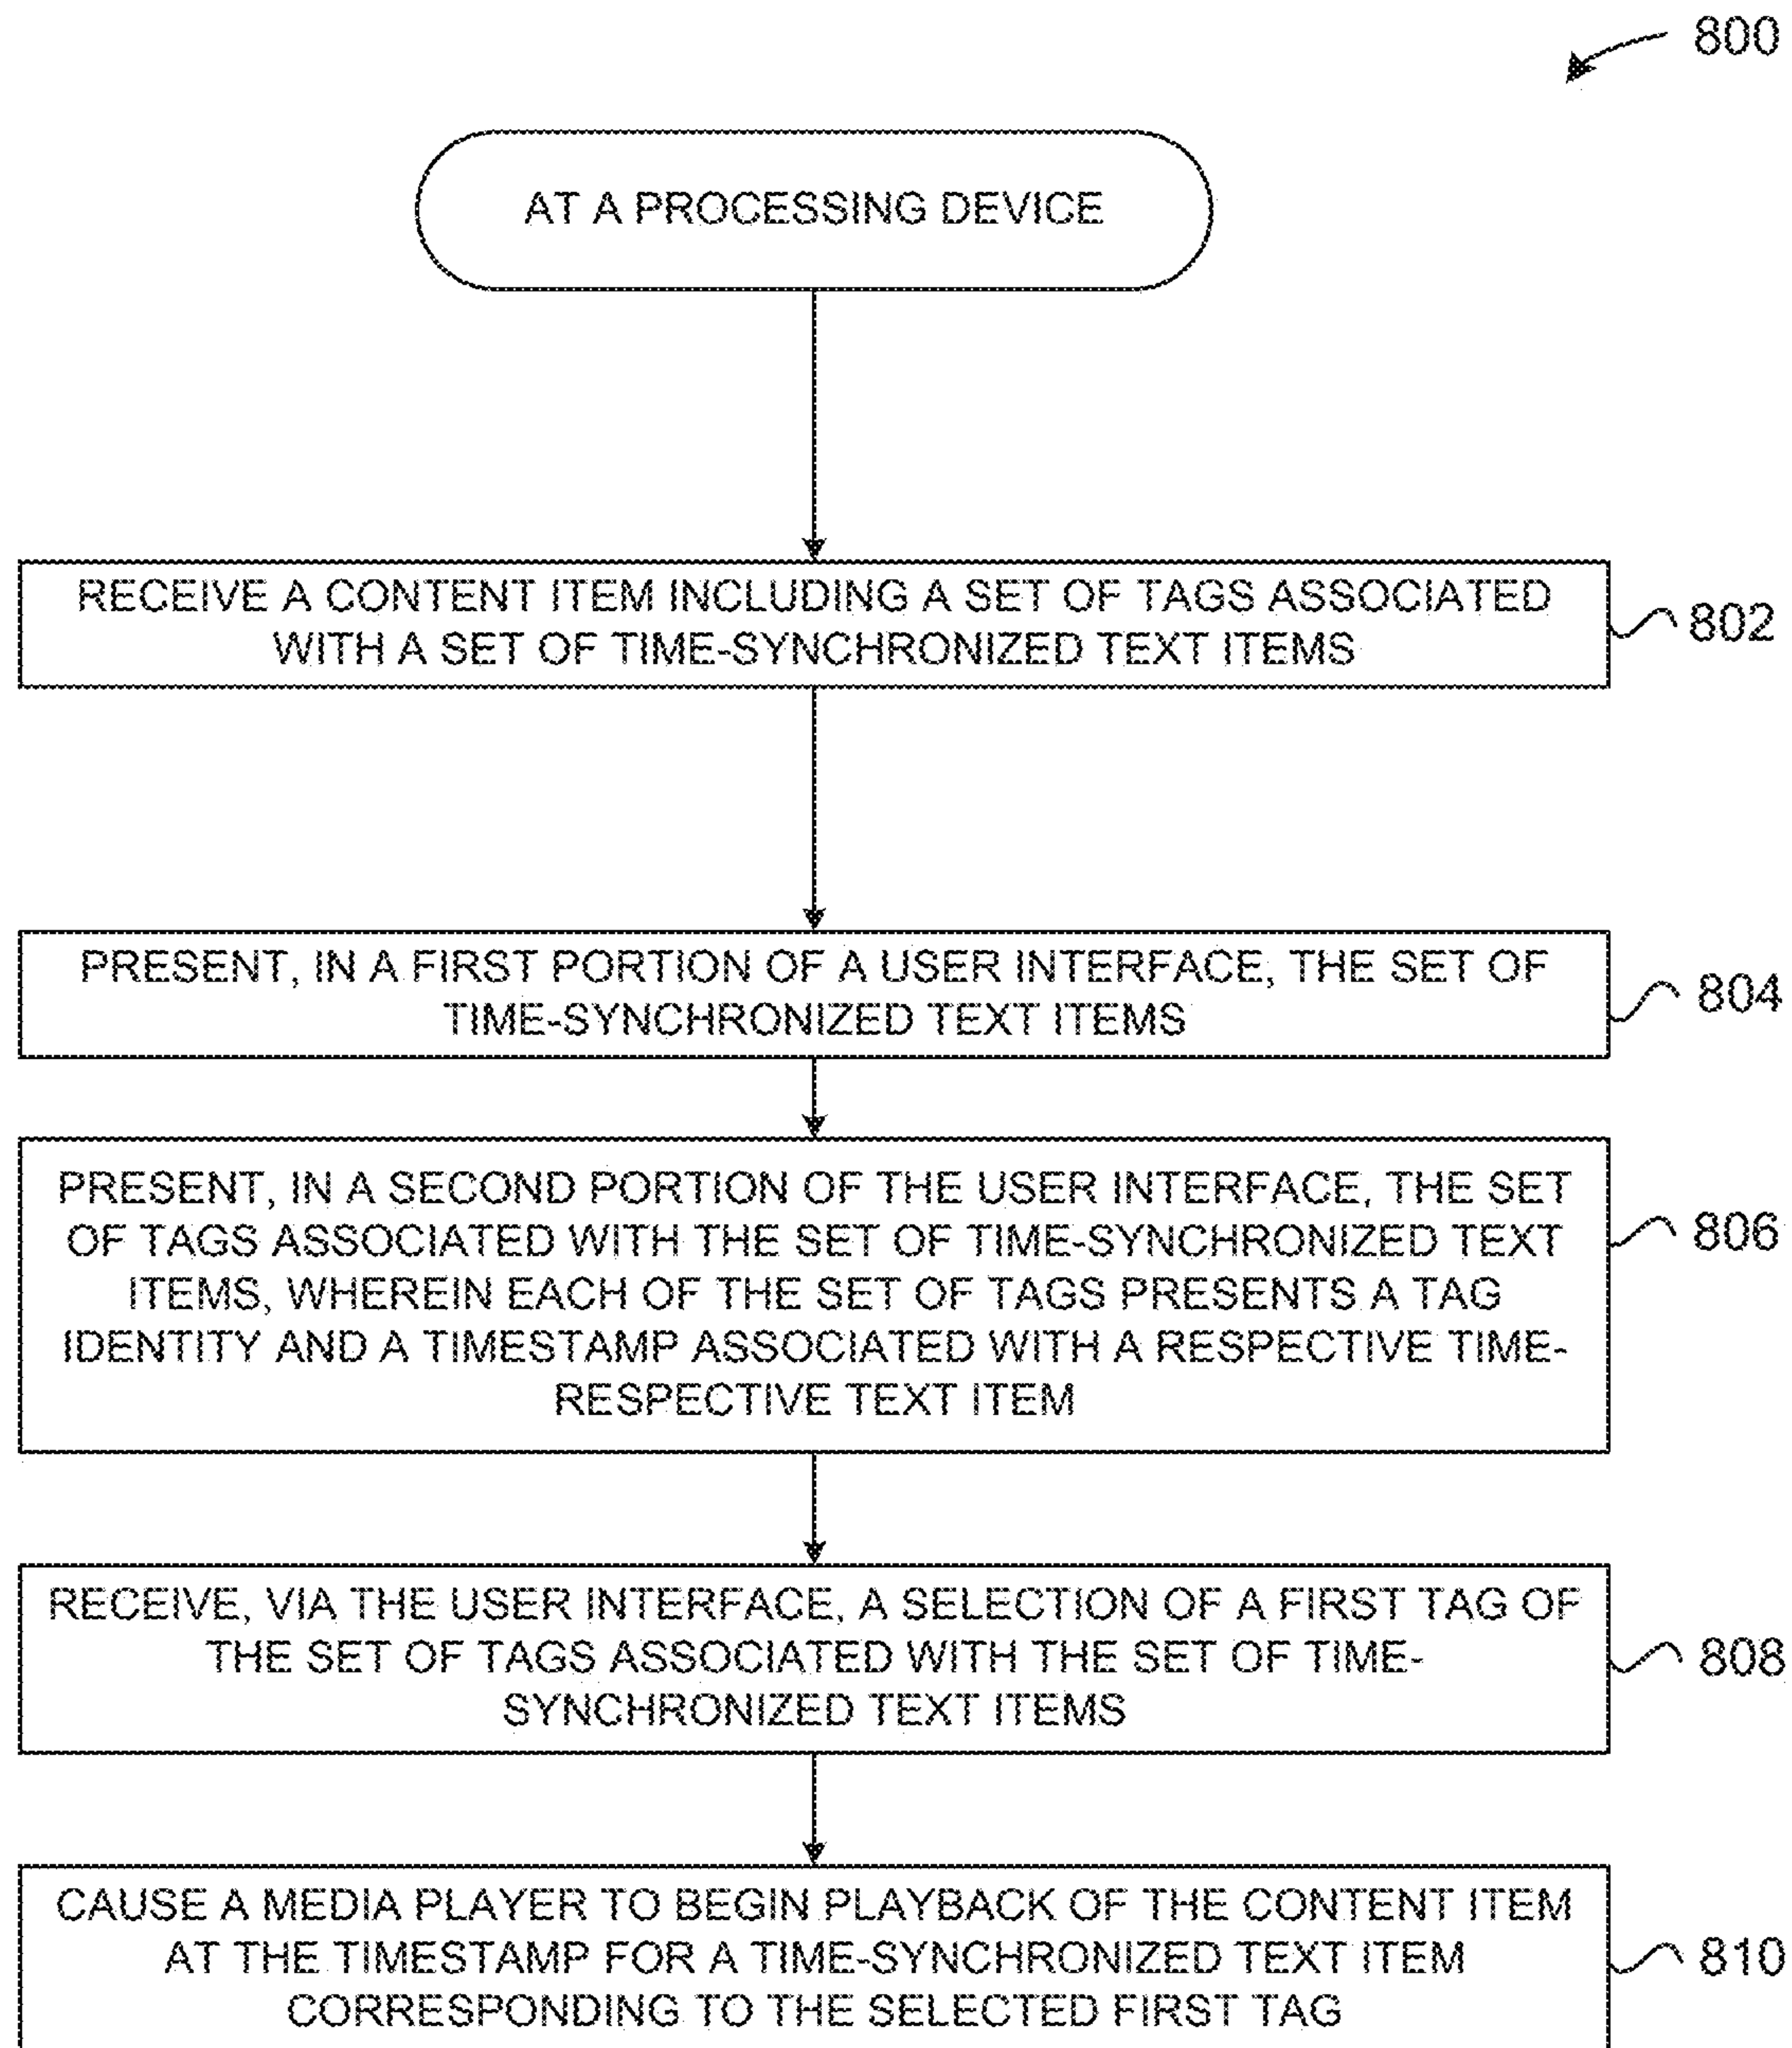 800
AT A PROCESSING DEVICE
RECEIVE A CONTENT ITEM INCLUDING A SET OF TAGS ASSOCIATED
WITH A SET OF TIME-SYNCHRONIZED TEXT ITEMS
802
PRESENT, IN A FIRST PORTION OF A USER INTERFACE, THE SET OF
TIME-SYNCHRONIZED TEXT ITEMS
804
PRESENT, IN A SECOND PORTION OF THE USER INTERFACE, THE SET
OF TAGS ASSOCIATED WITH THE SET OF TIME-SYNCHRONIZED TEXT
ITEMS, WHEREIN EACH OF THE SET OF TAGS PRESENTS A TAG
IDENTITY AND A TIMESTAMP ASSOCIATED WITH A RESPECTIVE TIME-
RESPECTIVE TEXT ITEM
806
RECEIVE, VIA THE USER INTERFACE, A SELECTION OF A FIRST TAG OF
THE SET OF TAGS ASSOCIATED WITH THE SET OF TIME-
SYNCHRONIZED TEXT ITEMS
808
CAUSE A MEDIA PLAYER TO BEGIN PLAYBACK OF THE CONTENT ITEM
AT THE TIMESTAMP FOR A TIME-SYNCHRONIZED TEXT ITEM
CORRESPONDING TO THE SELECTED FIRST TAG
810